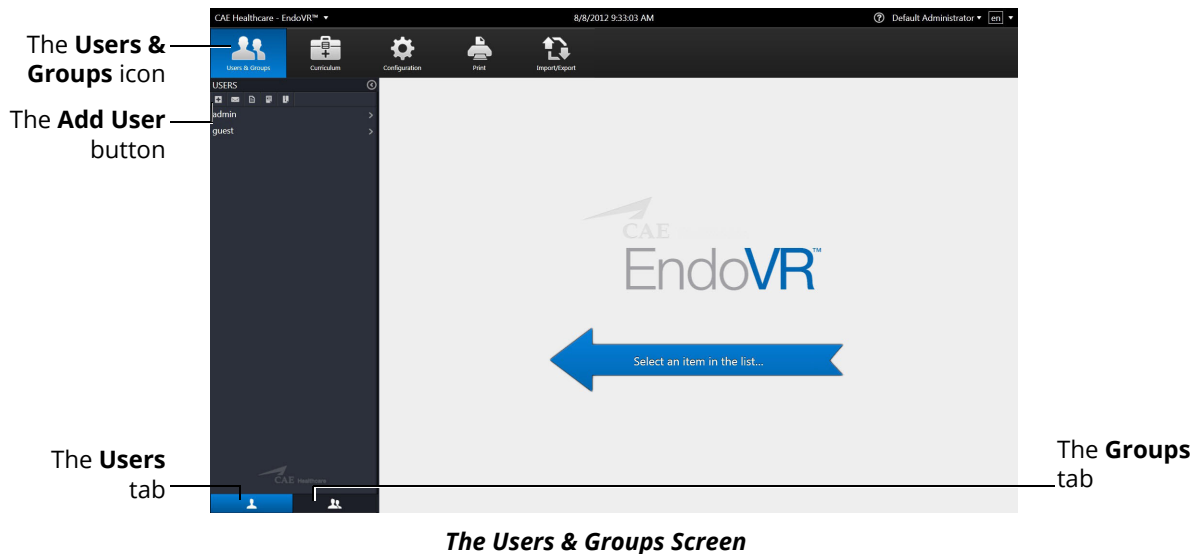 CAE Healthcare - EndoVR™
8/8/2012 9:33:03 AM
Default Administrator
en
The Users &
Groups icon
Users & Groups
Curriculum
Configuration
Print
Import/Export
USERS
The Add User
button
admin
guest
CAE
EndoVR™
Select an item in the list...
The Users
tab
The Groups
tab
CAE Healthcare
The Users & Groups Screen